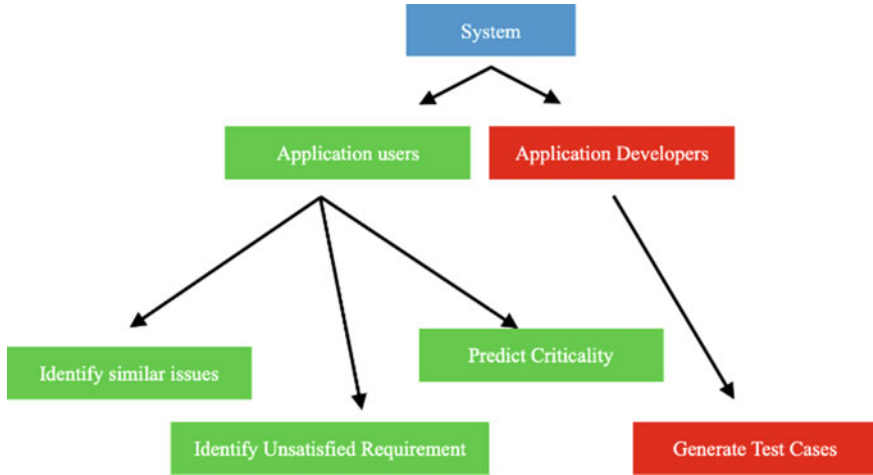 System
Application users
Application Developers
Predict Criticality
Identify similar issues
Identify Unsatisfied Requirement
Generate Test Cases